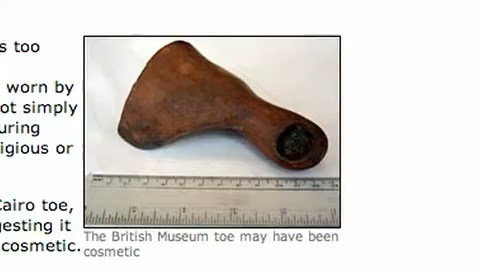 s too
worn by
ot simply
uring
igious or
Cairo toe,
gesting it
cosmetic.
The British Museum toe may have been
cosmetic